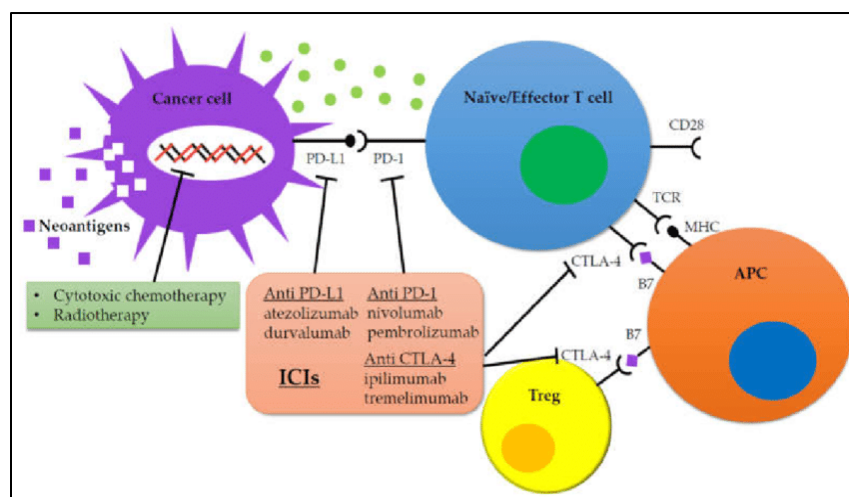 Cancer cell
Naïve/Effector T cell
CD28
PD-L1
PD-1
TCR
MHC
Neoantigens
CTLA-4
B7
APC
• Cytotoxic chemotherapy
• Radiotherapy
Anti PD-L1
atezolizumab
durvalumab
Anti PD-1
nivolumab
pembrolizumab
ICIs
Anti CTLA-4
ipilimumab
tremelimumab
B7
CTLA-4
Treg